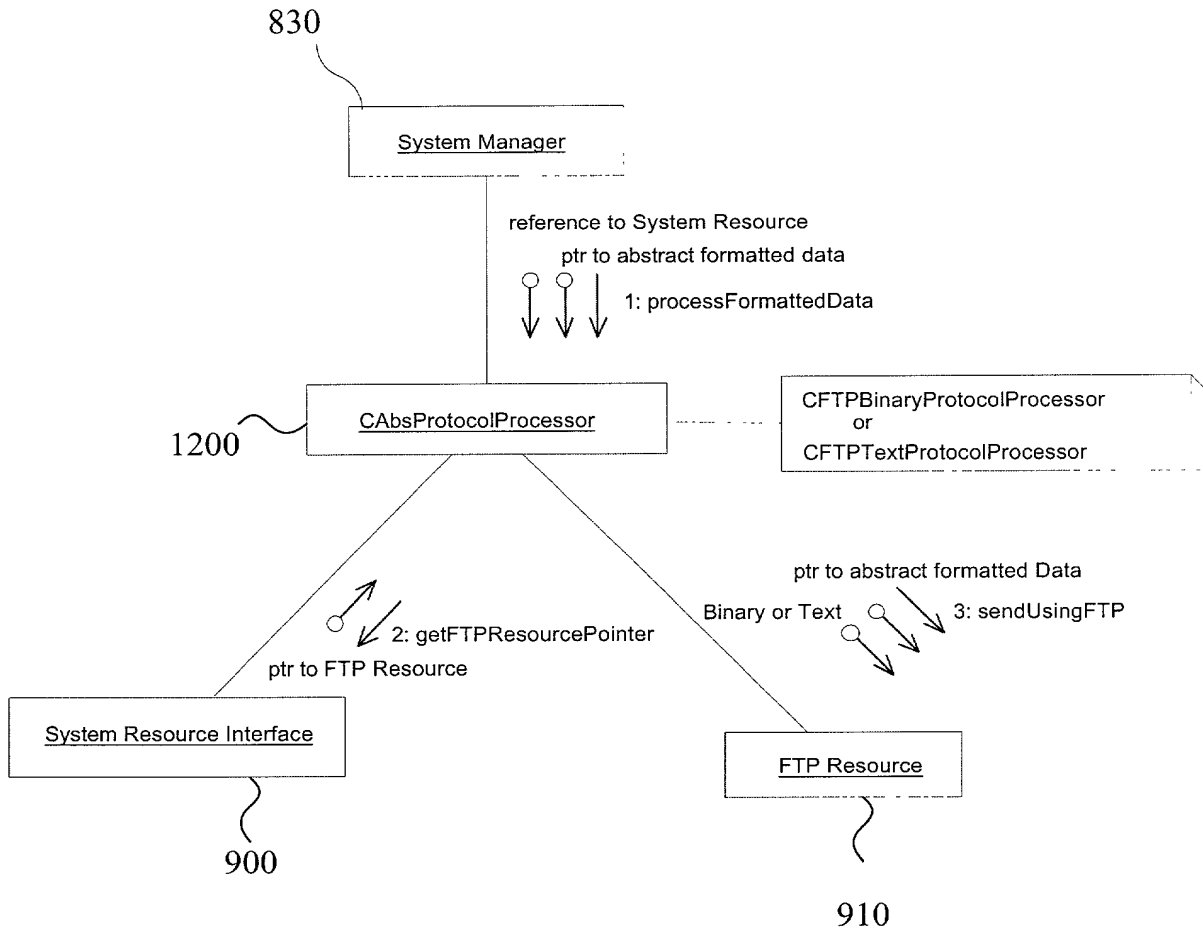 830
System Manager
reference to System Resource
ptr to abstract formatted data
1: processFormattedData
CAbsProtocolProcessor
1200
CFTPBinaryProtocolProcessor
or
CFTPTextProtocolProcessor
ptr to abstract formatted Data
Binary or Text
3: sendUsingFTP
2: getFTPResourcePointer
ptr to FTP Resource
System Resource Interface
FTP Resource
900
910